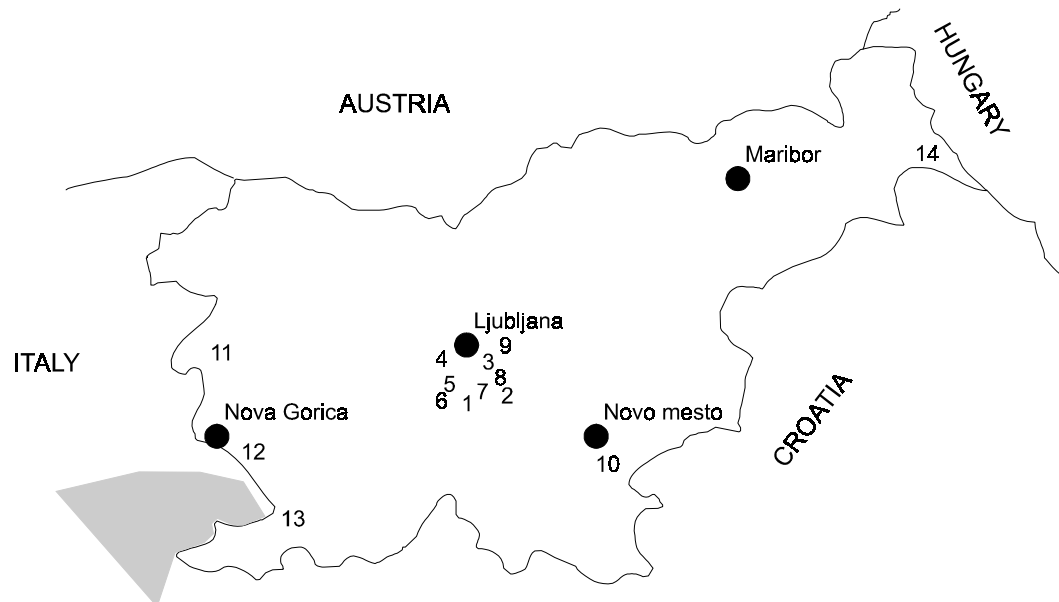 HUNGARY
AUSTRIA
Maribor
14
Ljubljana
9
11
4
3
ITALY
5
8
7
2
6
1
CROATIA
Nova Gorica
Novo mesto
12
10
13